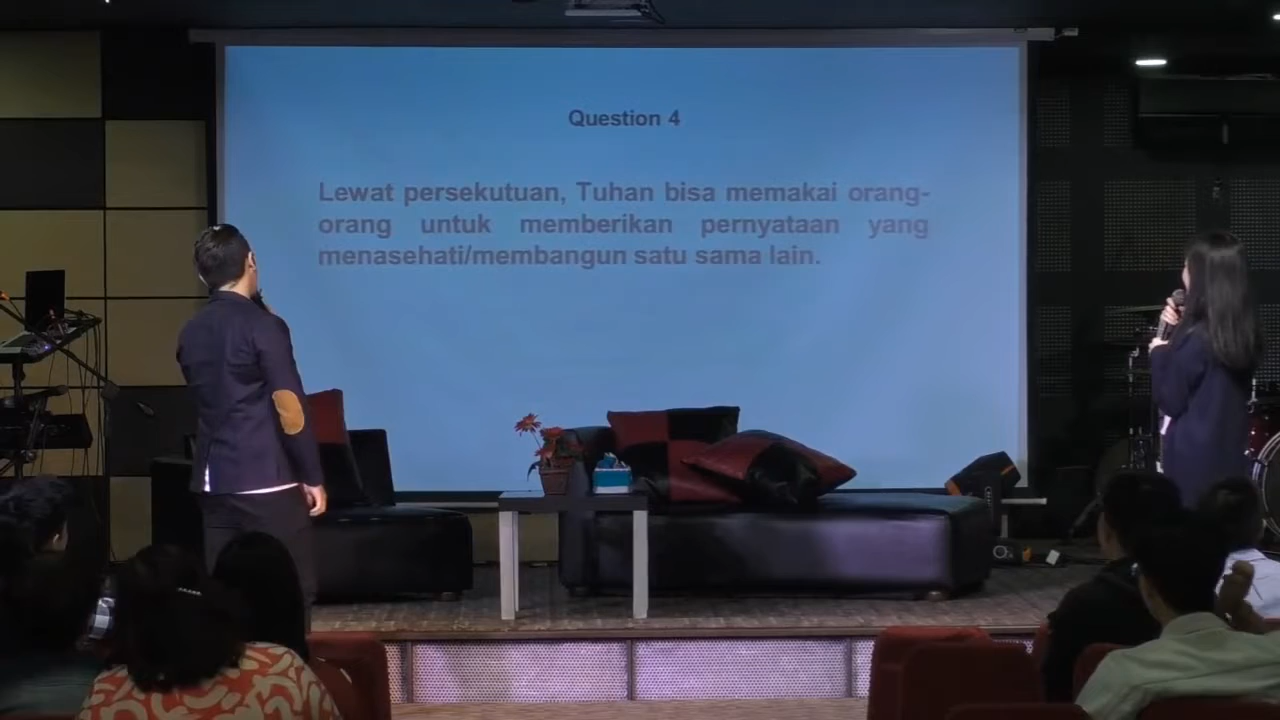 Question 4
Lewat persekutuan, Tuhan bisa memakai orang-
orang untuk memberikan pernyataan yang
menasehati/membangun satu sama lain.